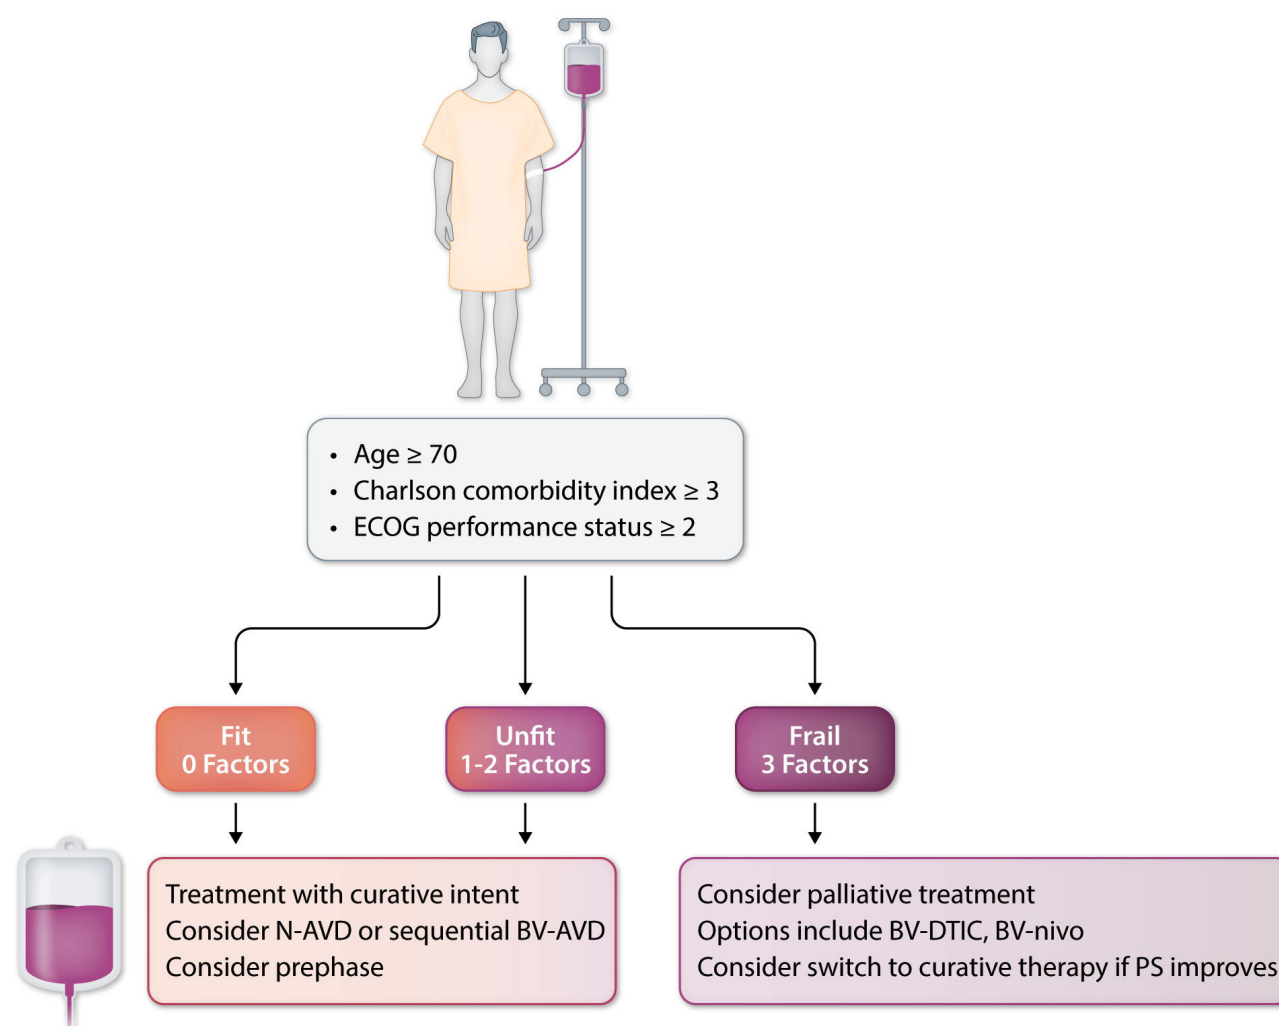 • Age ≥ 70
• Charlson comorbidity index ≥ 3
• ECOG performance status ≥ 2
Fit
0 Factors
Unfit
1-2 Factors
Frail
3 Factors
Treatment with curative intent
Consider N-AVD or sequential BV-AVD
Consider prephase
Consider palliative treatment
Options include BV-DTIC, BV-nivo
Consider switch to curative therapy if PS improves